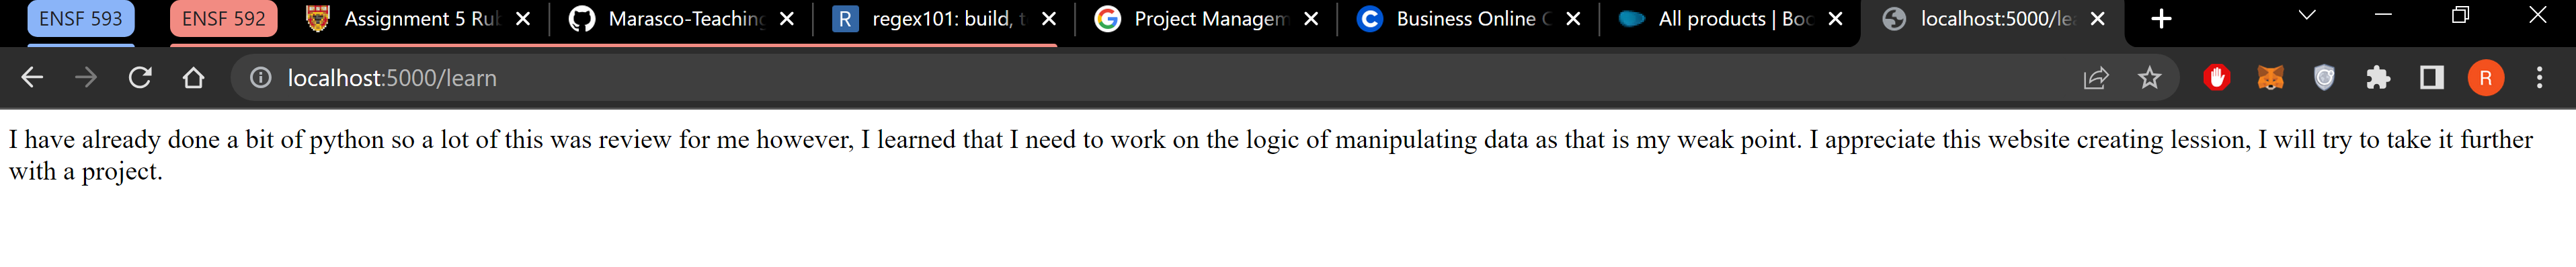 ENSF 593
ENSF 592
Assignment 5 Ru
Marasco-Teaching
R
regex101: build, t
Project Managem
Business Online C
All products | Boo
localhost:5000/lea
localhost:5000/learn
R
I have already done a bit of python so a lot of this was review for me however, I learned that I need to work on the logic of manipulating data as that is my weak point. I appreciate this website creating lession, I will try to take it further
with a project.